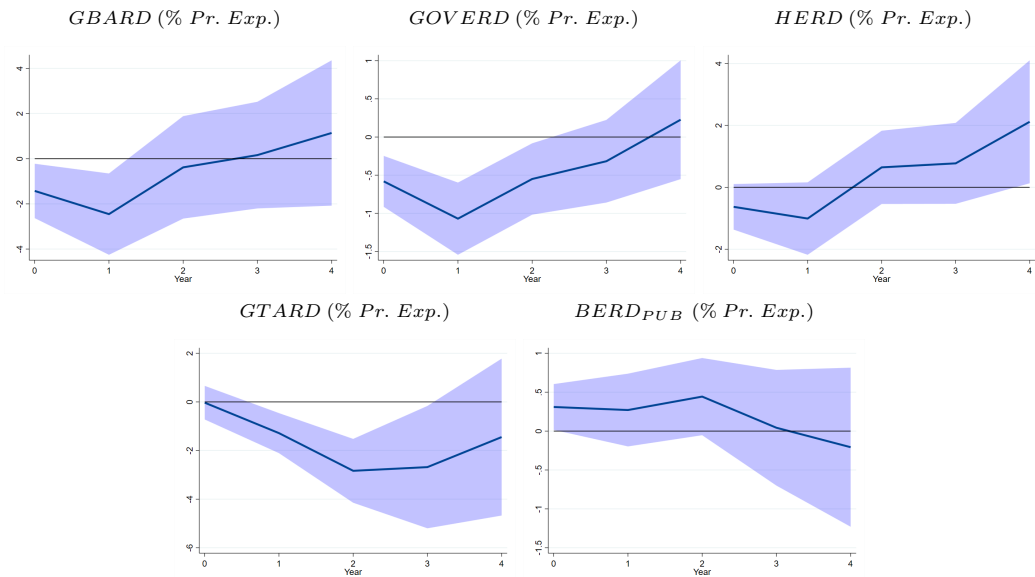 GBARD (% Pr. Exp.)
4
2
0
-2
-4
0 1 2 3 4
Year
GOVERD (% Pr. Exp.)
1
.5
0
-.5
-1
-1.5
0 1 2 3 4
Year
HERD (% Pr. Exp.)
4
2
0
-2
0 1 2 3 4
Year
GTARD (% Pr. Exp.)
2
0
-2
-4
-6
0 1 2 3 4
Year
BERD_PUB (% Pr. Exp.)
1
.5
0
-.5
-1
-1.5
0 1 2 3 4
Year